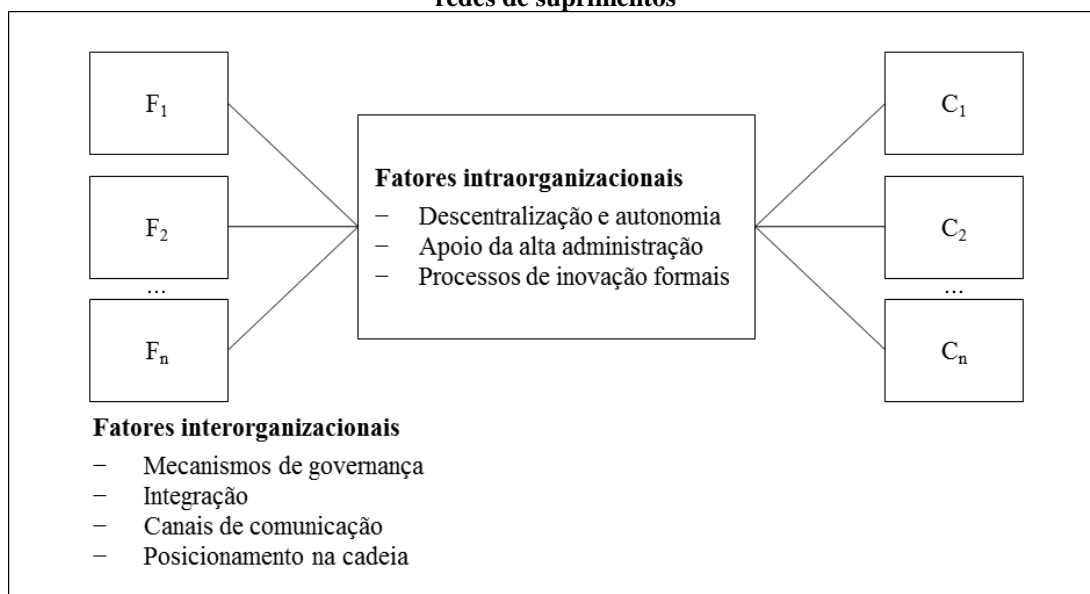 redes de suprimentos
F1
F2
...
Fn
Fatores intraorganizacionais
− Descentralização e autonomia
− Apoio da alta administração
− Processos de inovação formais
C1
C2
...
Cn
Fatores interorganizacionais
− Mecanismos de governança
− Integração
− Canais de comunicação
− Posicionamento na cadeia